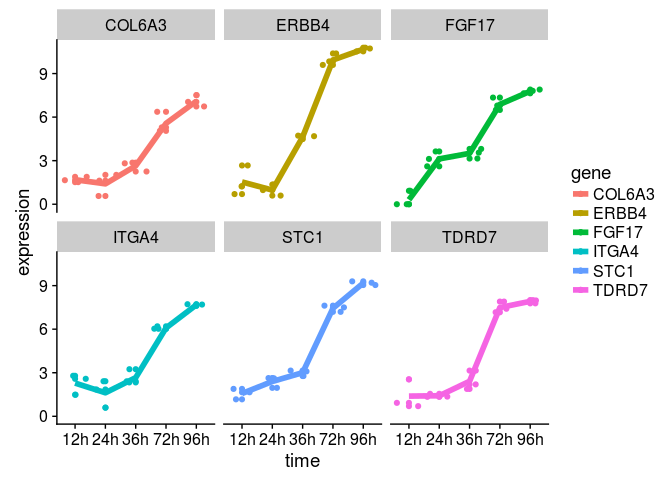 COL6A3 ERBB4 FGF17
9
6
3
0
ITGA4 STC1 TDRD7
9
6
3
0
12h 24h 36h 72h 96h 12h 24h 36h 72h 96h 12h 24h 36h 72h 96h
time
expression
gene
COL6A3
ERBB4
FGF17
ITGA4
STC1
TDRD7